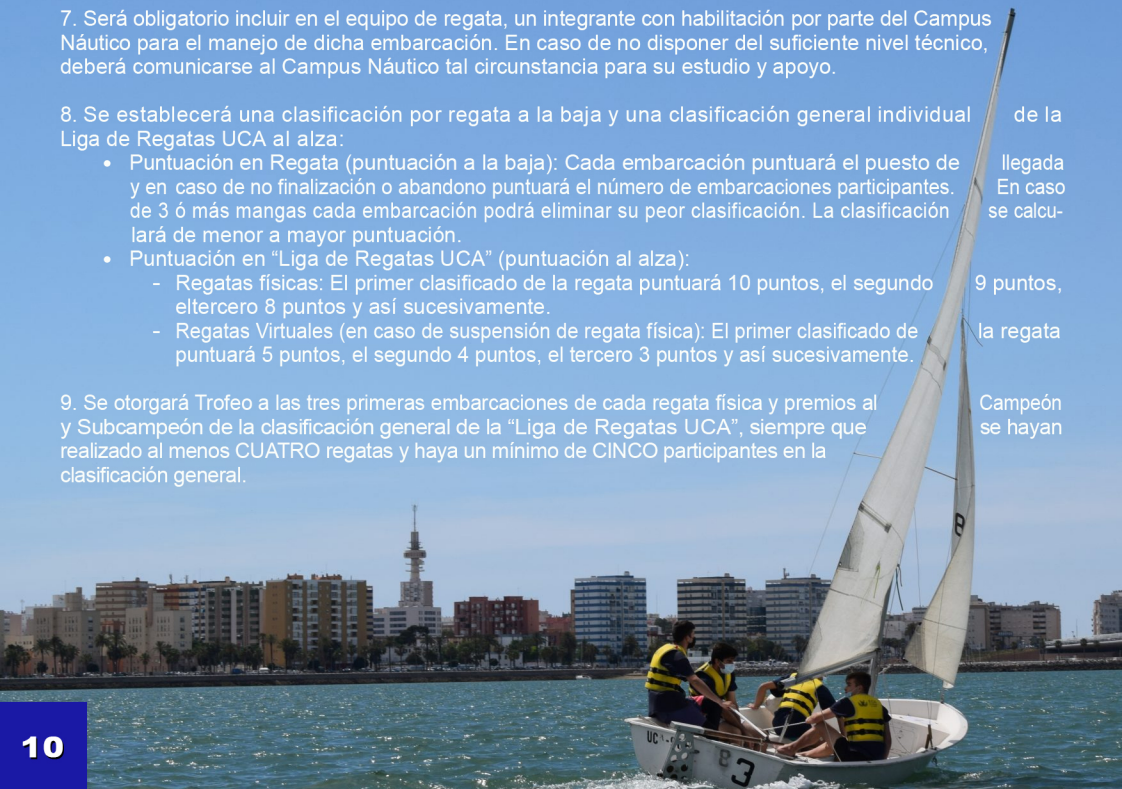 7. Será obligatorio incluir en el equipo de regata, un integrante con habilitación por parte del Campus
Náutico para el manejo de dicha embarcación. En caso de no disponer del suficiente nivel técnico,
deberá comunicarse al Campus Náutico tal circunstancia para su estudio y apoyo.
8. Se establecerá una clasificación por regata a la baja y una clasificación general individual de la
Liga de Regatas UCA al alza:
• Puntuación en Regata (puntuación a la baja): Cada embarcación puntuará el puesto de llegada
y en caso de no finalización o abandono puntuará el número de embarcaciones participantes. En caso
de 3 ó más mangas cada embarcación podrá eliminar su peor clasificación. La clasificación se calcu-
lará de menor a mayor puntuación.
• Puntuación en “Liga de Regatas UCA” (puntuación al alza):
- Regatas físicas: El primer clasificado de la regata puntuará 10 puntos, el segundo 9 puntos,
eltercero 8 puntos y así sucesivamente.
- Regatas Virtuales (en caso de suspensión de regata física): El primer clasificado de la regata
puntuará 5 puntos, el segundo 4 puntos, el tercero 3 puntos y así sucesivamente.
9. Se otorgará Trofeo a las tres primeras embarcaciones de cada regata física y premios al Campeón
y Subcampeón de la clasificación general de la “Liga de Regatas UCA”, siempre que se hayan
realizado al menos CUATRO regatas y haya un mínimo de CINCO participantes en la
clasificación general.
8
8 3
10